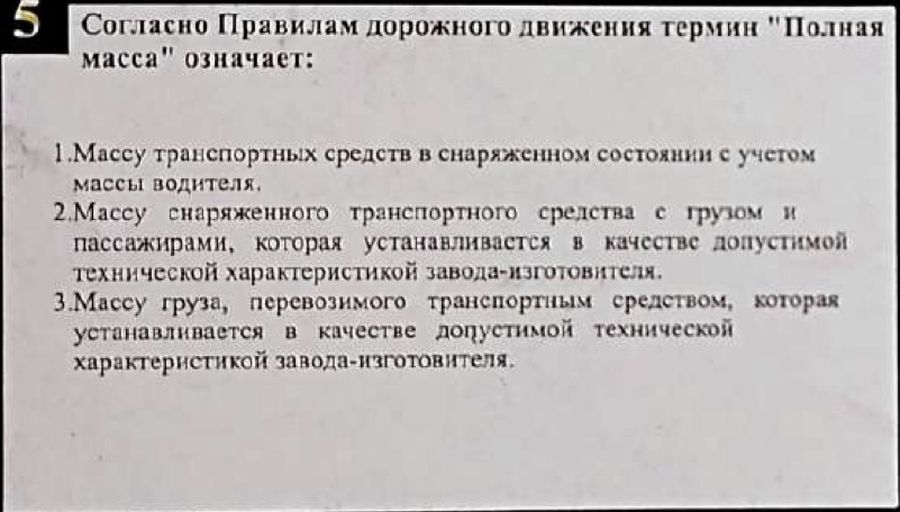 5
Согласно Правилам дорожного движения термин "Полная
масса" означает:
1.Массу транспортных средств в снаряженном состоянии с учетом
массы водителя.
2.Массу снаряженного транспортного средства с грузом и
пассажирами, которая устанавливается в качестве допустимой
технической характеристикой завода-изготовителя.
3.Массу груза, перевозимого транспортным средством, которая
устанавливается в качестве допустимой технической
характеристикой завода-изготовителя.